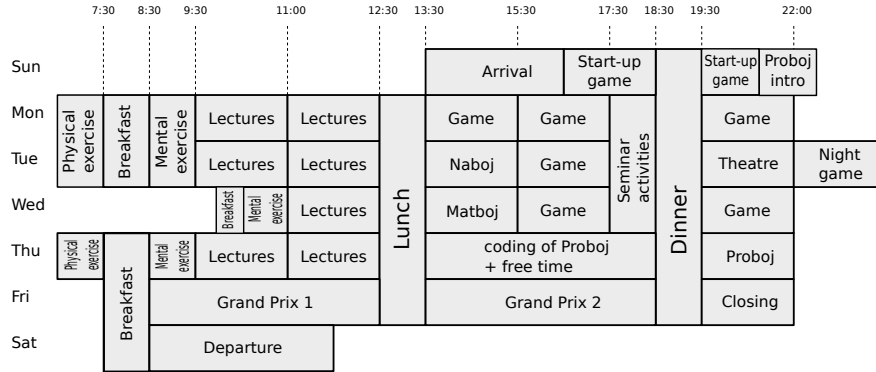 7:30 8:30 9:30 11:00 12:30 13:30 15:30 17:30 18:30 19:30 22:00
Sun
Arrival
Start-up
game
Start-up
game
Proboj
intro
Mon
Physical
exercise
Breakfast
Mental
exercise
Lectures
Lectures
Lunch
Game
Game
Seminar
activities
Dinner
Game
Tue
Lectures
Lectures
Naboj
Game
Theatre
Night
game
Wed
Breakfast
Mental
exercise
Lectures
Matboj
Game
Game
Thu
Physical
exercise
Breakfast
Mental
exercise
Lectures
Lectures
coding of Proboj
+ free time
Proboj
Fri
Grand Prix 1
Grand Prix 2
Closing
Sat
Departure